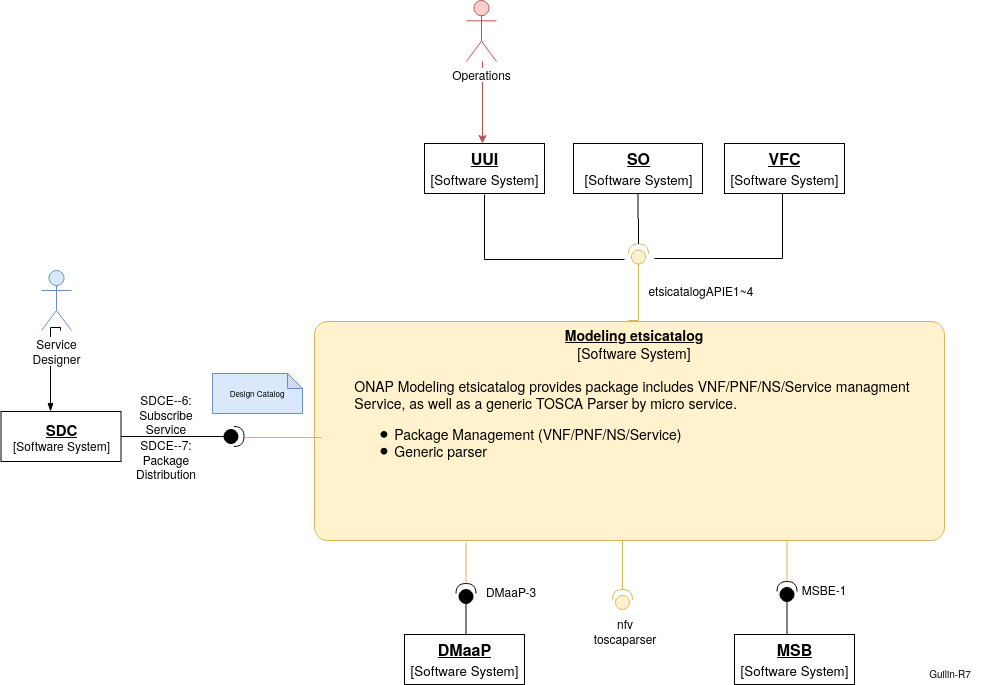 Operations
UUI
[Software System]
SO
[Software System]
VFC
[Software System]
etsicatalogAPIE1~4
Service
Designer
SDC
[Software System]
SDCE--6:
Subscribe
Service
SDCE--7:
Package
Distribution
Design Catalog
Modeling etsicatalog
[Software System]
ONAP Modeling etsicatalog provides package includes VNF/PNF/NS/Service managment
Service, as well as a generic TOSCA Parser by micro service.
● Package Management (VNF/PNF/NS/Service)
● Generic parser
DMaaP-3
nfv
toscaparser
MSBE-1
DMaaP
[Software System]
MSB
[Software System]
Guilin-R7